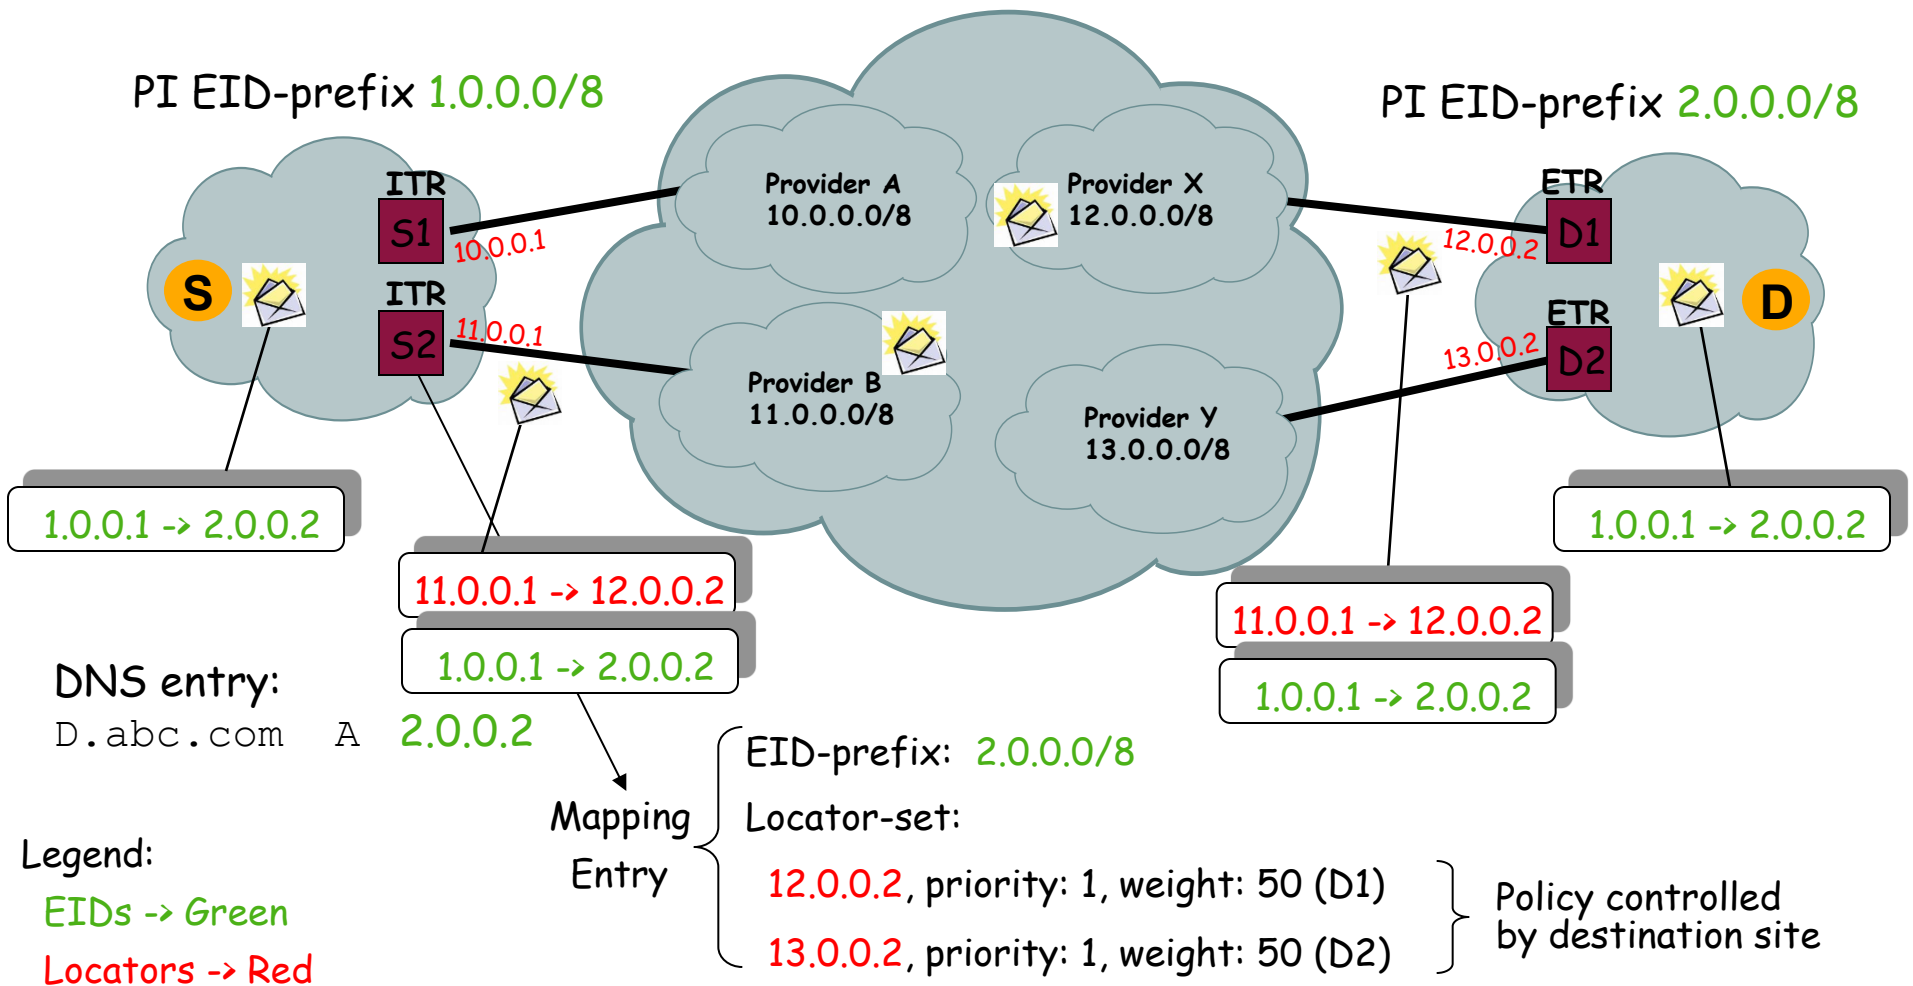 PI EID-prefix 1.0.0.0/8
PI EID-prefix 2.0.0.0/8
ITR
S1
10.0.0.1
ITR
S2
11.0.0.1
S
Provider A
10.0.0.0/8
Provider X
12.0.0.0/8
Provider B
11.0.0.0/8
Provider Y
13.0.0.0/8
ETR
D1
12.0.0.2
ETR
D2
13.0.0.2
D
1.0.0.1 -> 2.0.0.2
11.0.0.1 -> 12.0.0.2
1.0.0.1 -> 2.0.0.2
11.0.0.1 -> 12.0.0.2
1.0.0.1 -> 2.0.0.2
1.0.0.1 -> 2.0.0.2
DNS entry:
D.abc.com A 2.0.0.2
Mapping
Entry
EID-prefix: 2.0.0.0/8
Locator-set:
12.0.0.2, priority: 1, weight: 50 (D1)
13.0.0.2, priority: 1, weight: 50 (D2)
Policy controlled
by destination site
Legend:
EIDs -> Green
Locators -> Red